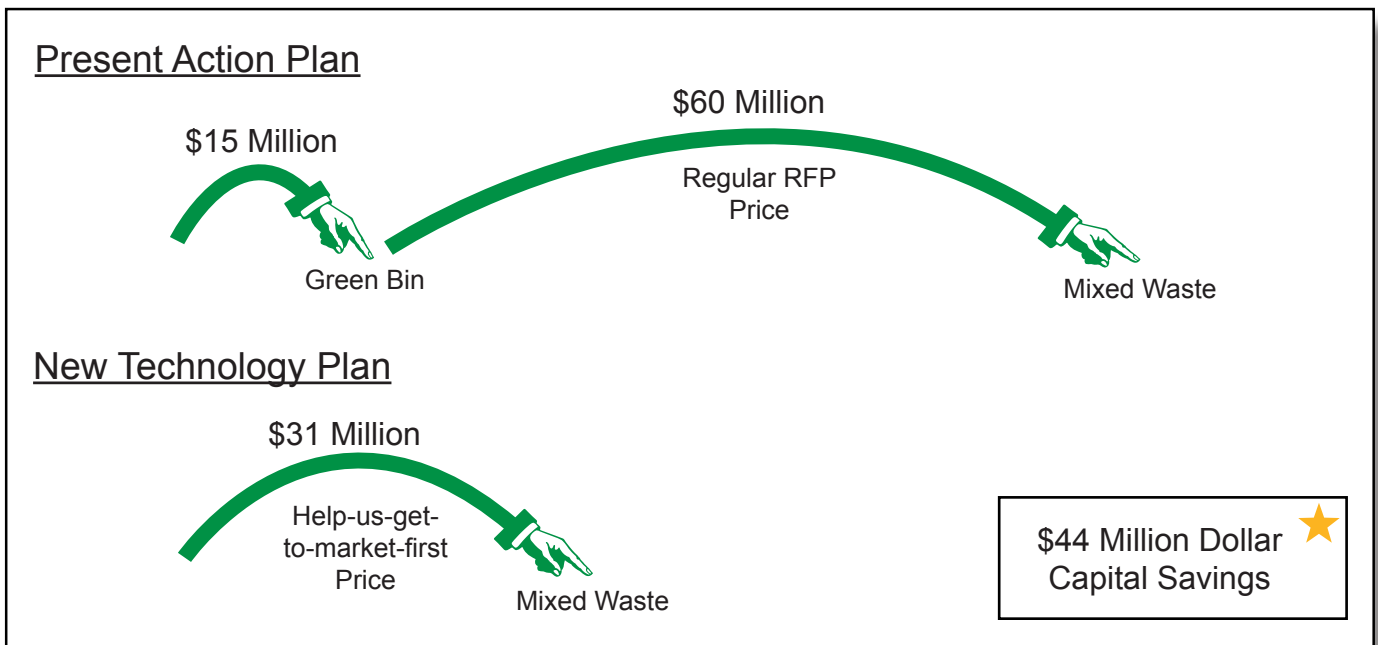 Present Action Plan
$15 Million
$60 Million
Regular RFP
Price
Green Bin
Mixed Waste
New Technology Plan
$31 Million
Help-us-get-
to-market-first
Price
Mixed Waste
$44 Million Dollar
Capital Savings